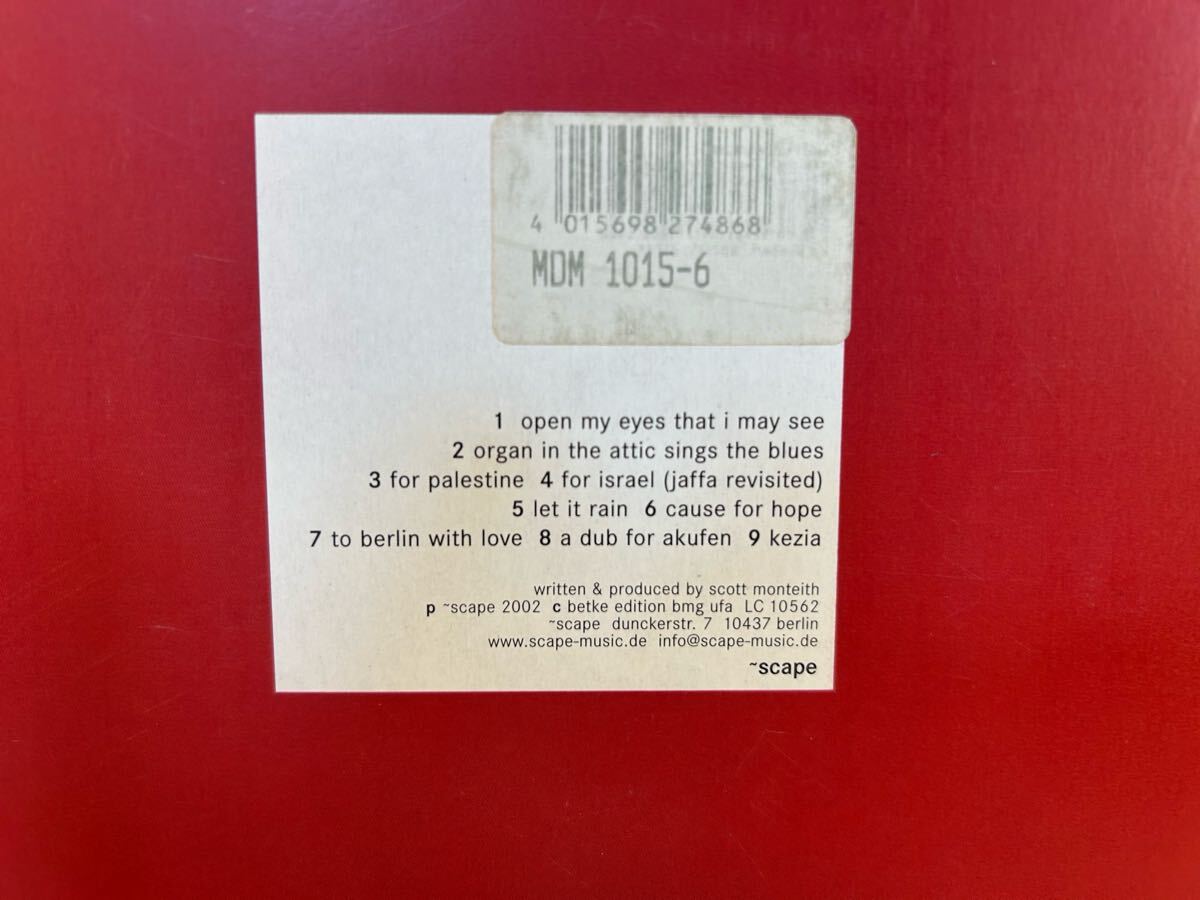 4 015698 274868
MDM 1015-6
1 open my eyes that i may see
2 organ in the attic sings the blues
3 for palestine 4 for israel (jaffa revisited)
5 let it rain 6 cause for hope
7 to berlin with love 8 a dub for akufen 9 kezia
written & produced by scott monteith
p ~scape 2002 c betke edition bmg ufa LC 10562
~scape dunckerstr. 7 10437 berlin
www.scape-music.de info@scape-music.de
~scape